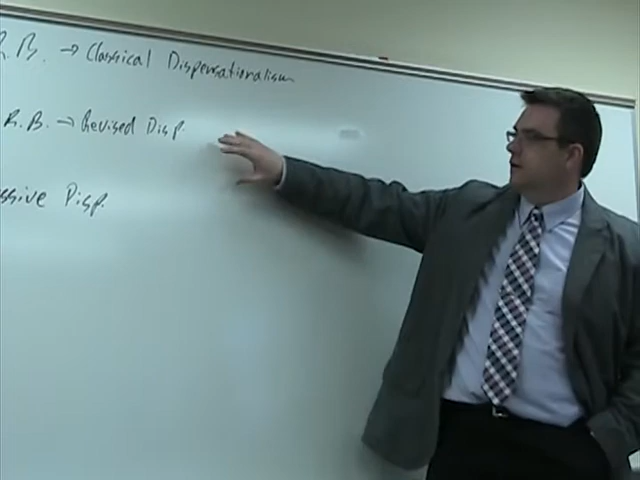 R.B. → Classical Dispensationalism
R.B. → Revised Disp.
ssive Disp.